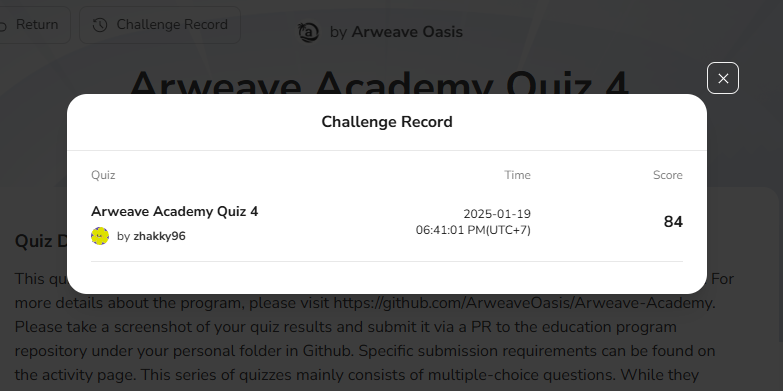 Return
Challenge Record
by Arweave Oasis
Arweave Academy Quiz 4
Challenge Record
Quiz Time Score
Arweave Academy Quiz 4
2025-01-19
84
by zhakky96
06:41:01 PM(UTC+7)
Quiz D
This qu For
more details about the program, please visit https://github.com/ArweaveOasis/Arweave-Academy.
Please take a screenshot of your quiz results and submit it via a PR to the education program
repository under your personal folder in Github. Specific submission requirements can be found on
the activity page. This series of quizzes mainly consists of multiple-choice questions. While they